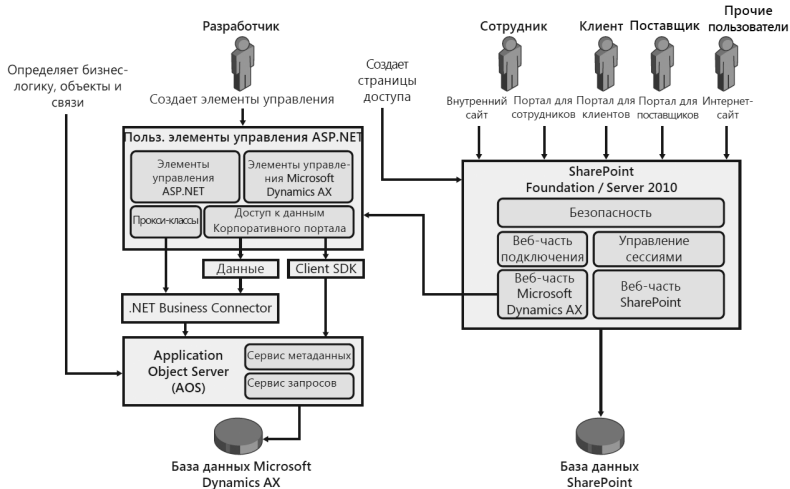 Разработчик
Определяет бизнес-
логику, объекты и
связи
Создает элементы управления
Создает
страницы
доступа
Сотрудник
Клиент
Поставщик
Прочие
пользователи
Внутренний
сайт
Портал для
сотрудников
Портал для
клиентов
Портал для
поставщиков
Интернет-
сайт
Польз. элементы управления ASP.NET
Элементы
управления
ASP.NET
Элементы управле-
ния Microsoft
Dynamics AX
Прокси-классы
Доступ к данным
Корпоративного портала
Данные
Client SDK
.NET Business Connector
Application
Object Server
(AOS)
Сервис метаданных
Сервис запросов
База данных Microsoft
Dynamics AX
SharePoint
Foundation / Server 2010
Безопасность
Веб-часть
подключения
Управление
сессиями
Веб-часть
Microsoft
Dynamics AX
Веб-часть
SharePoint
База данных
SharePoint